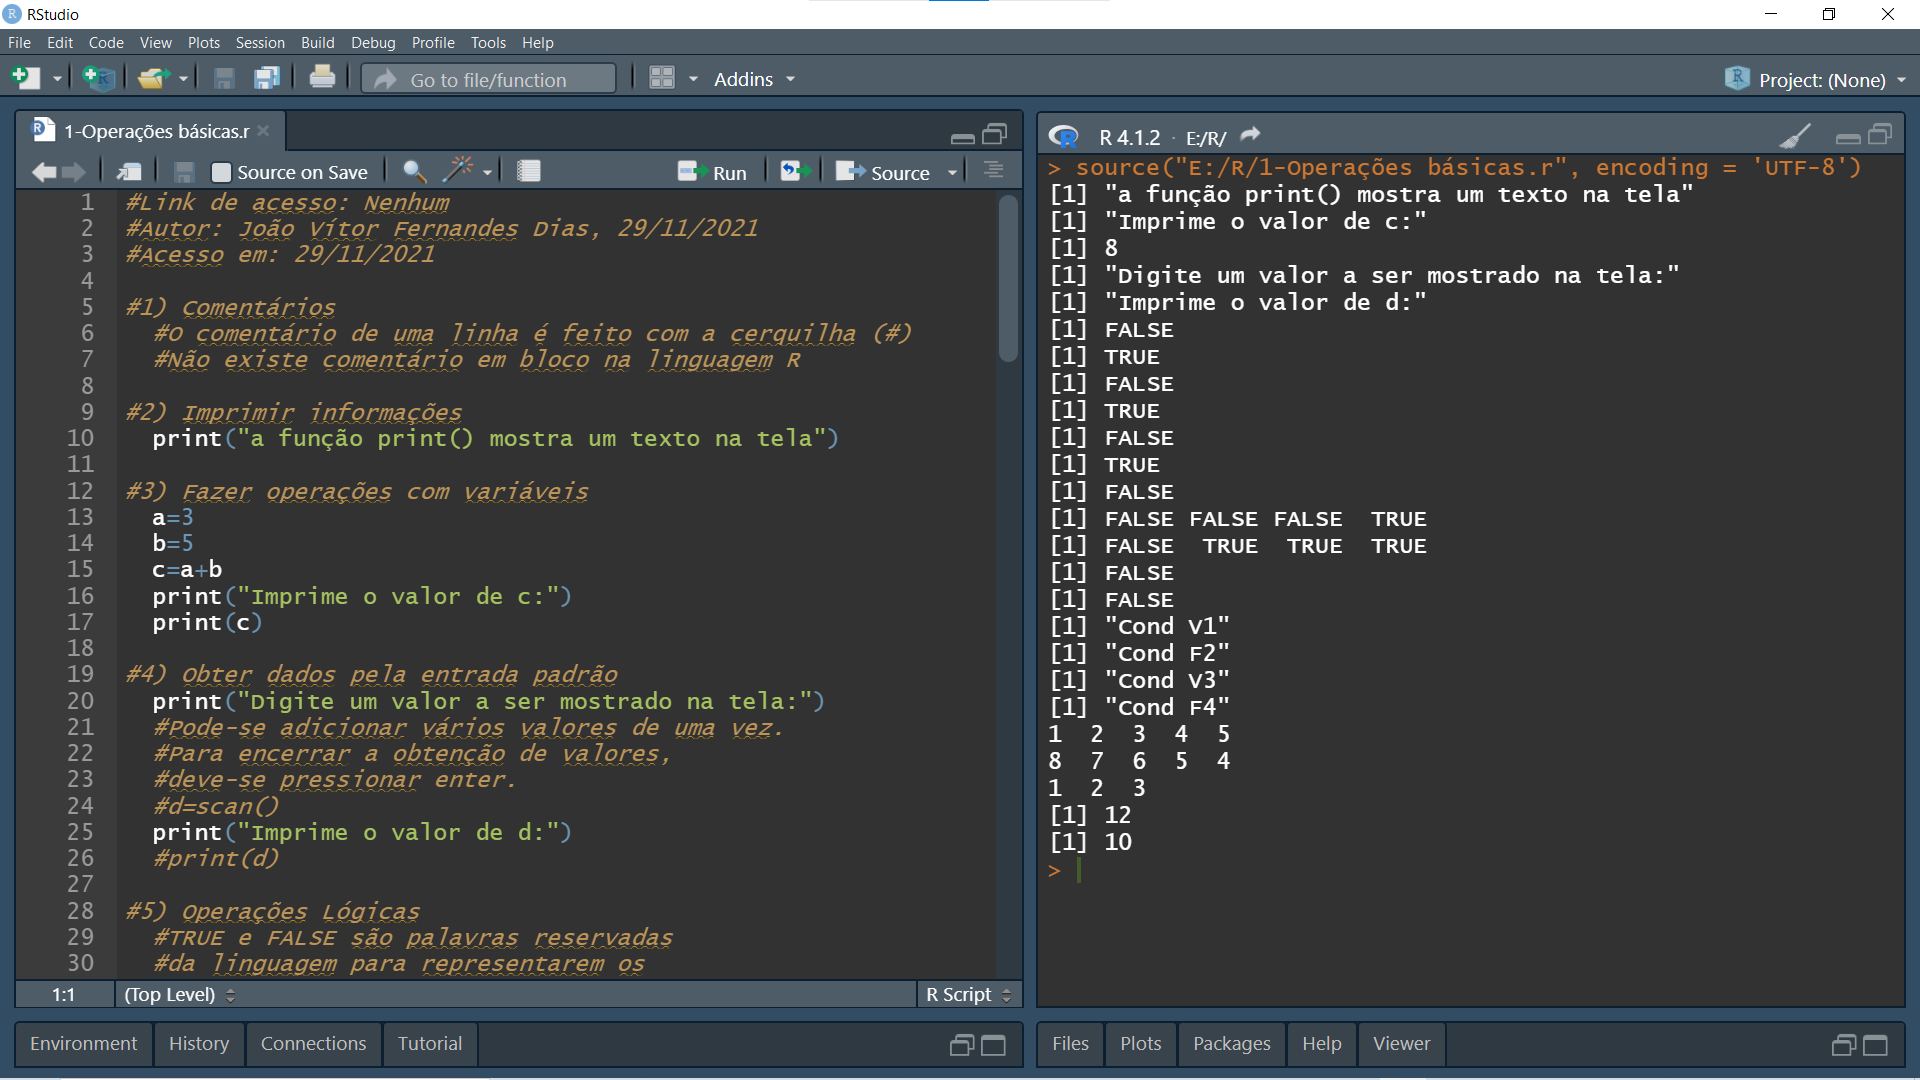 RStudio
File Edit Code View Plots Session Build Debug Profile Tools Help
Go to file/function Addins Project: (None)
1-Operações básicas.r
Source on Save Run Source
1 #Link de acesso: Nenhum
2 #Autor: João Vítor Fernandes Dias, 29/11/2021
3 #Acesso em: 29/11/2021
4
5 #1) Comentários
6 #O comentário de uma linha é feito com a cerquilha (#)
7 #Não existe comentário em bloco na linguagem R
8
9 #2) Imprimir informações
10 print("a função print() mostra um texto na tela")
11
12 #3) Fazer operações com variáveis
13 a=3
14 b=5
15 c=a+b
16 print("Imprime o valor de c:")
17 print(c)
18
19 #4) Obter dados pela entrada padrão
20 print("Digite um valor a ser mostrado na tela:")
21 #Pode-se adicionar vários valores de uma vez.
22 #Para encerrar a obtenção de valores,
23 #deve-se pressionar enter.
24 #d=scan()
25 print("Imprime o valor de d:")
26 #print(d)
27
28 #5) Operações Lógicas
29 #TRUE e FALSE são palavras reservadas
30 #da linguagem para representarem os
1:1 (Top Level) R Script
Environment History Connections Tutorial
R 4.1.2 · E:/R/
> source("E:/R/1-Operações básicas.r", encoding = 'UTF-8')
[1] "a função print() mostra um texto na tela"
[1] "Imprime o valor de c:"
[1] 8
[1] "Digite um valor a ser mostrado na tela:"
[1] "Imprime o valor de d:"
[1] FALSE
[1] TRUE
[1] FALSE
[1] TRUE
[1] FALSE
[1] TRUE
[1] FALSE
[1] FALSE FALSE FALSE TRUE
[1] FALSE TRUE TRUE TRUE
[1] FALSE
[1] FALSE
[1] "Cond V1"
[1] "Cond F2"
[1] "Cond V3"
[1] "Cond F4"
1 2 3 4 5
8 7 6 5 4
1 2 3
[1] 12
[1] 10
>
Files Plots Packages Help Viewer